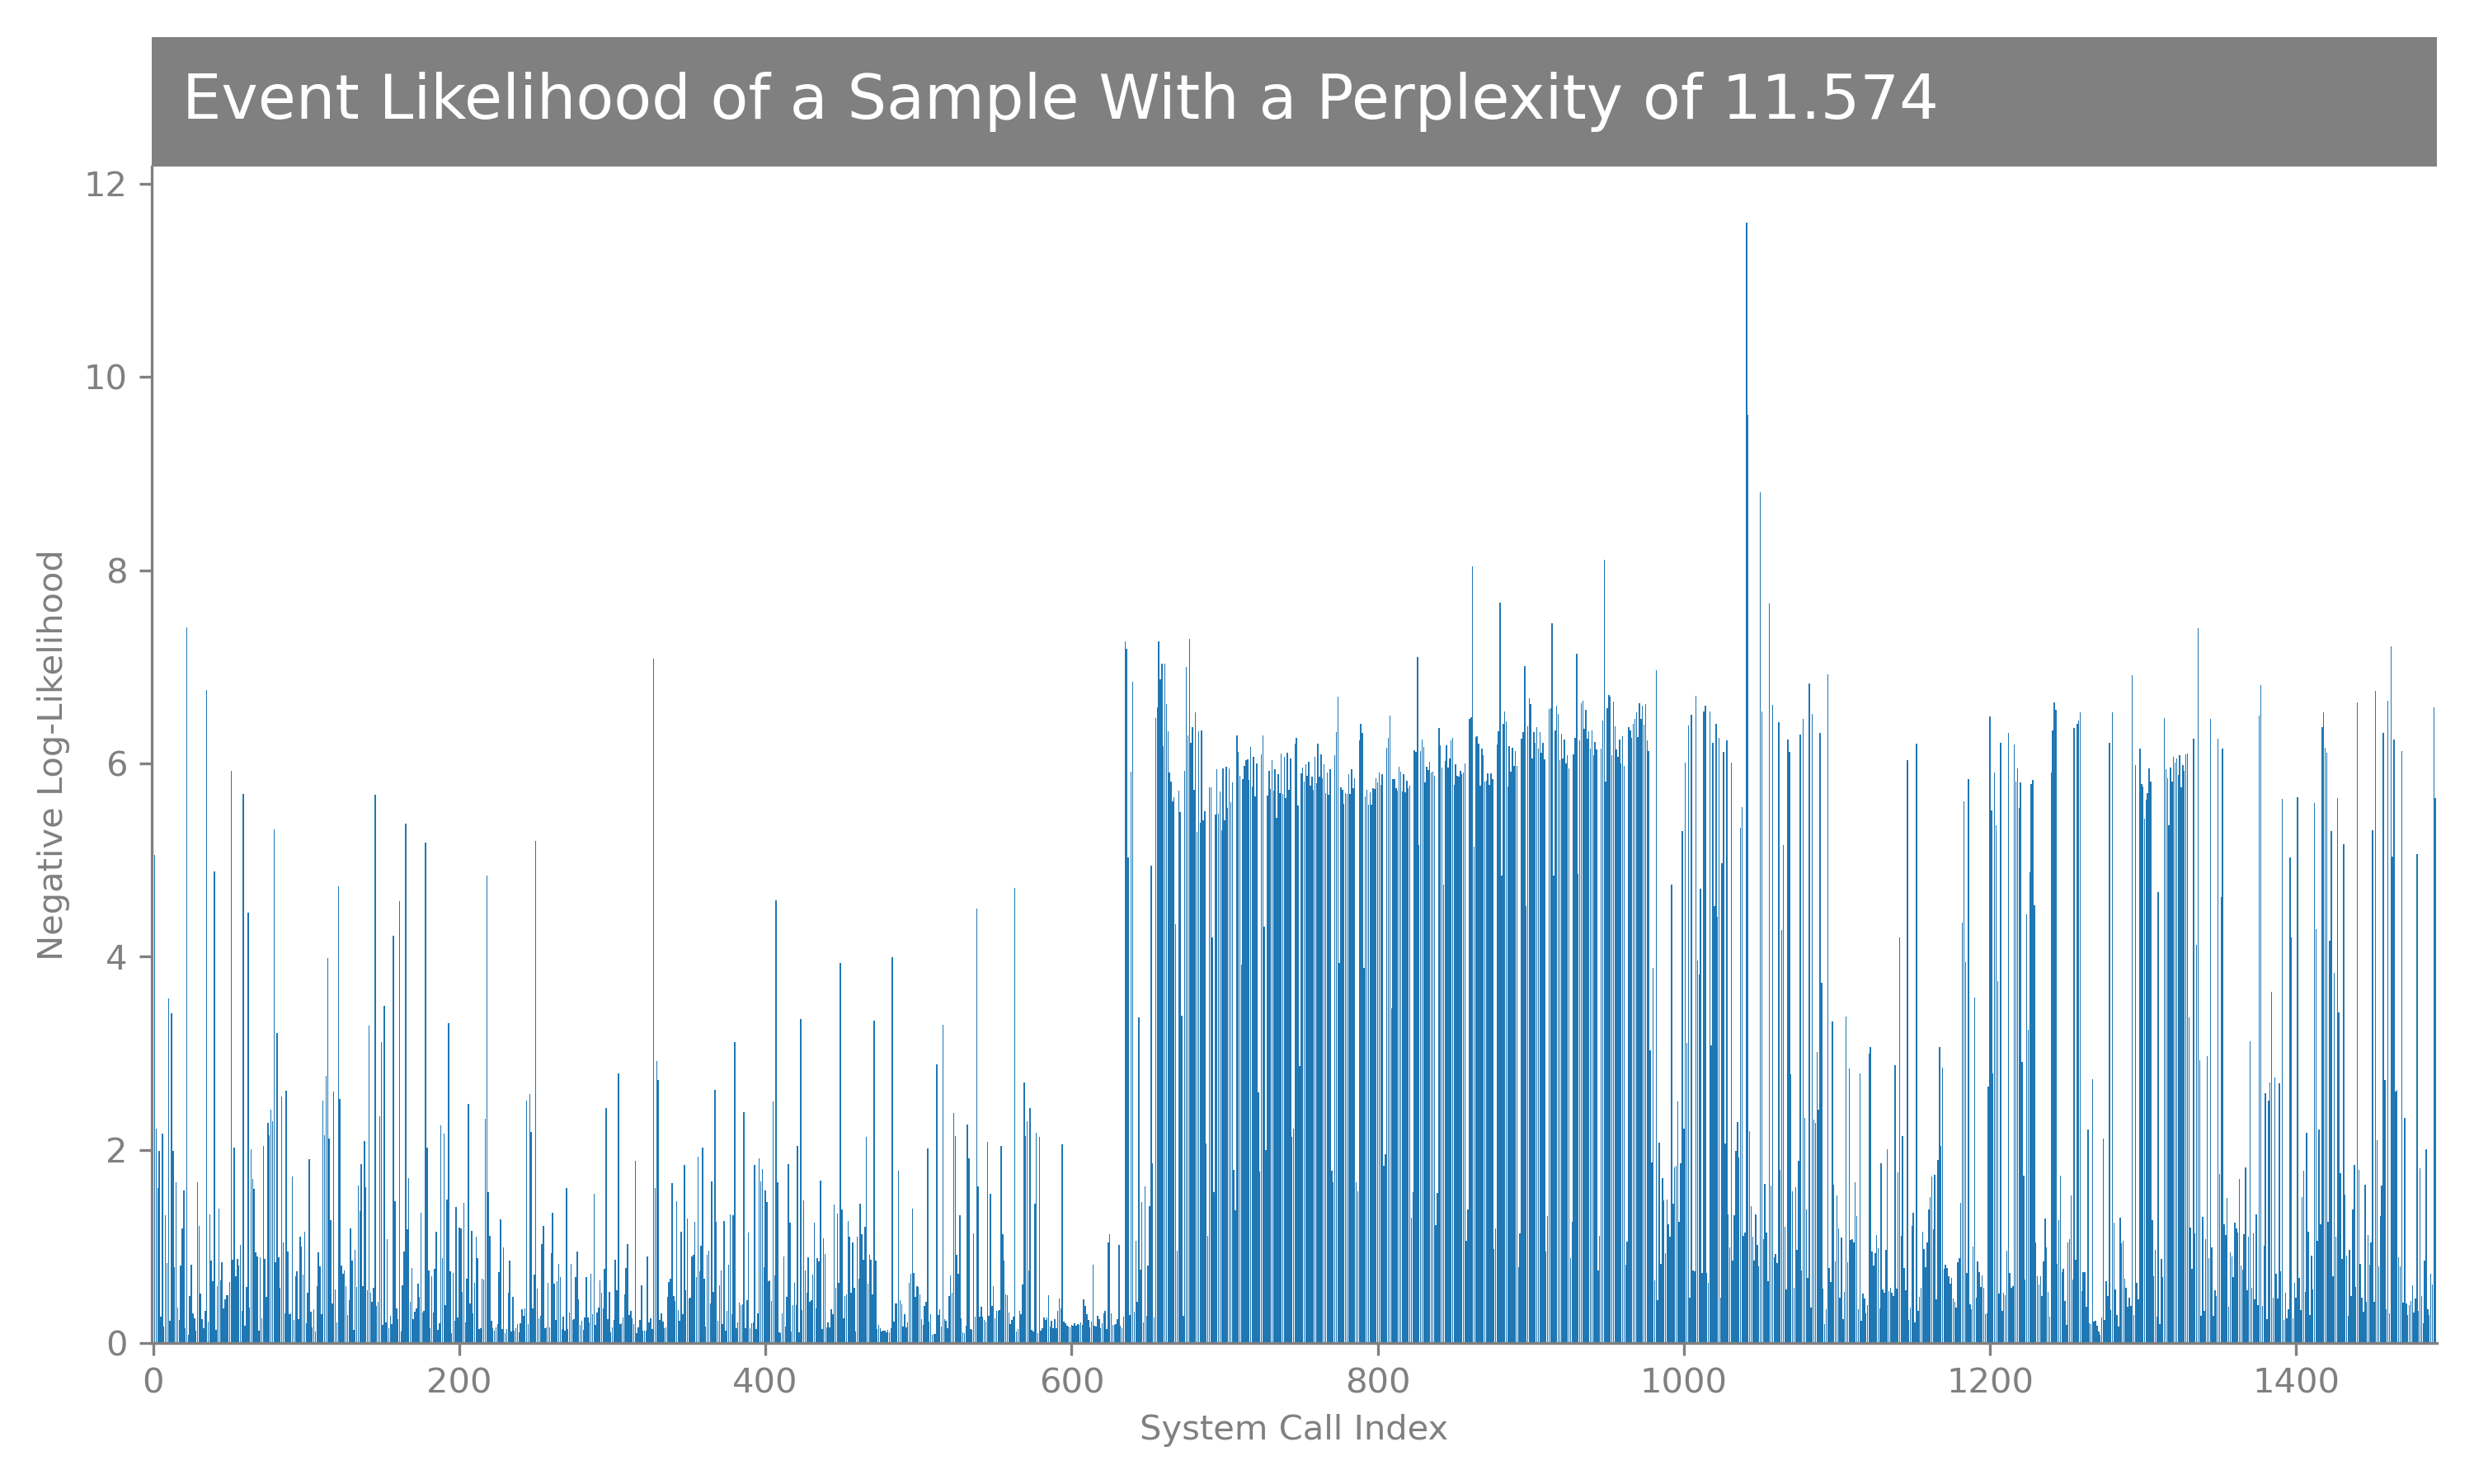 Event Likelihood of a Sample With a Perplexity of 11.574
12
10
8
6
4
2
0
Negative Log-Likelihood
0 200 400 600 800 1000 1200 1400
System Call Index